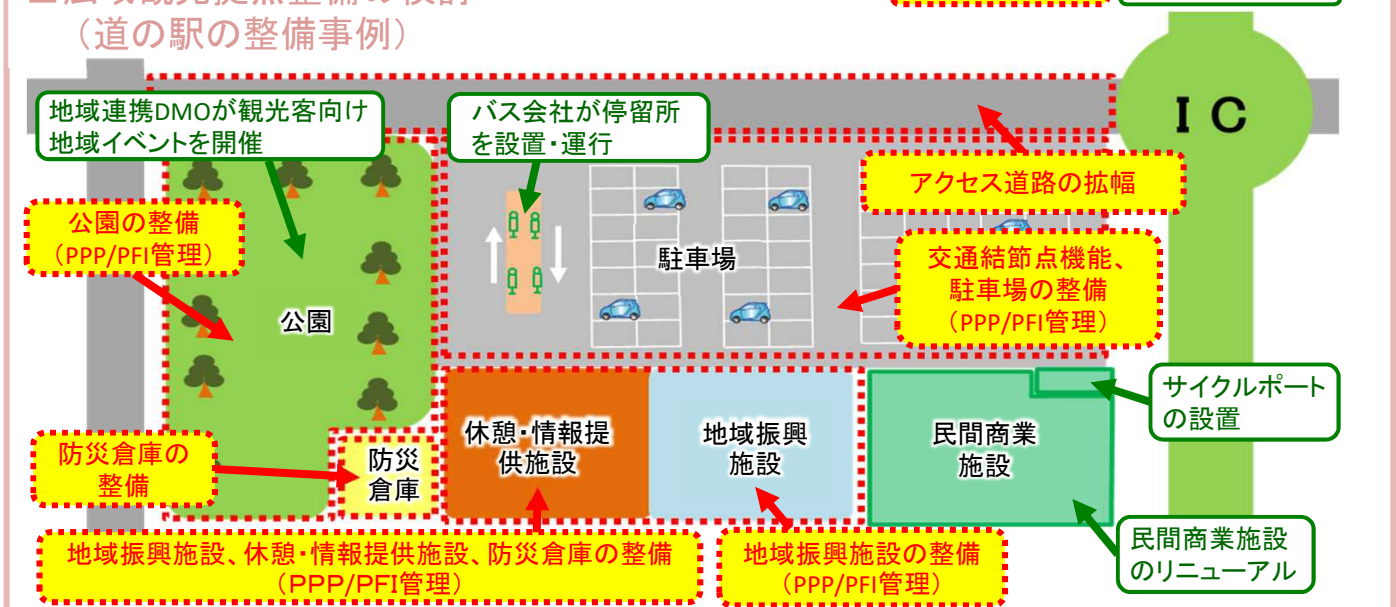 (道の駅の整備事例)
地域連携DMOが観光客向け
地域イベントを開催
バス会社が停留所
を設置・運行
IC
アクセス道路の拡幅
公園の整備
(PPP/PFI管理)
駐車場
交通結節点機能、
駐車場の整備
(PPP/PFI管理)
公園
サイクルポート
の設置
休憩・情報提
供施設
地域振興
施設
民間商業
施設
防災倉庫の
整備
防災
倉庫
地域振興施設、休憩・情報提供施設、防災倉庫の整備
(PPP/PFI管理)
地域振興施設の整備
(PPP/PFI管理)
民間商業施設
のリニューアル